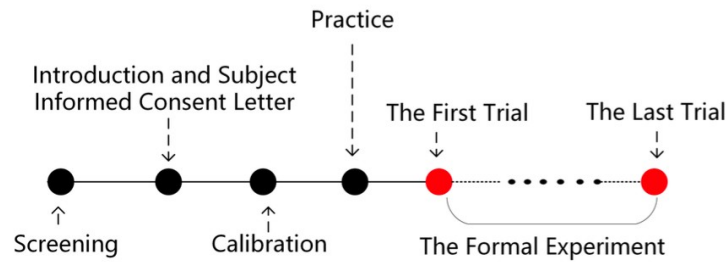 Practice
Introduction and Subject
Informed Consent Letter
The First Trial
The Last Trial
Screening
Calibration
The Formal Experiment